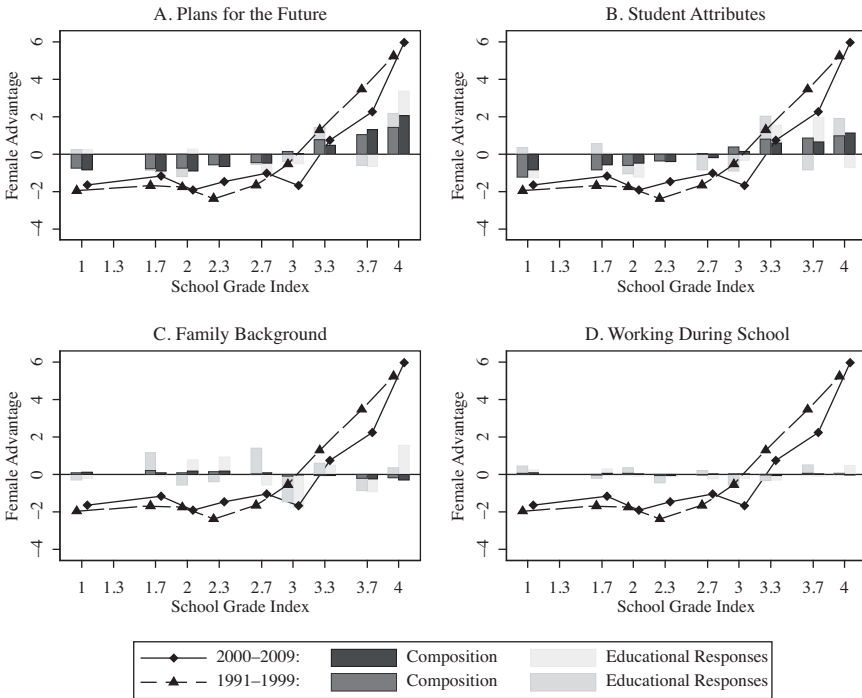 A. Plans for the Future
B. Student Attributes
Female Advantage
6
4
2
0
−2
−4
1 1.3 1.7 2 2.3 2.7 3 3.3 3.7 4
School Grade Index
Female Advantage
6
4
2
0
−2
−4
1 1.3 1.7 2 2.3 2.7 3 3.3 3.7 4
School Grade Index
C. Family Background
D. Working During School
Female Advantage
6
4
2
0
−2
−4
1 1.3 1.7 2 2.3 2.7 3 3.3 3.7 4
School Grade Index
Female Advantage
6
4
2
0
−2
−4
1 1.3 1.7 2 2.3 2.7 3 3.3 3.7 4
School Grade Index
2000–2009: Composition Educational Responses
1991–1999: Composition Educational Responses